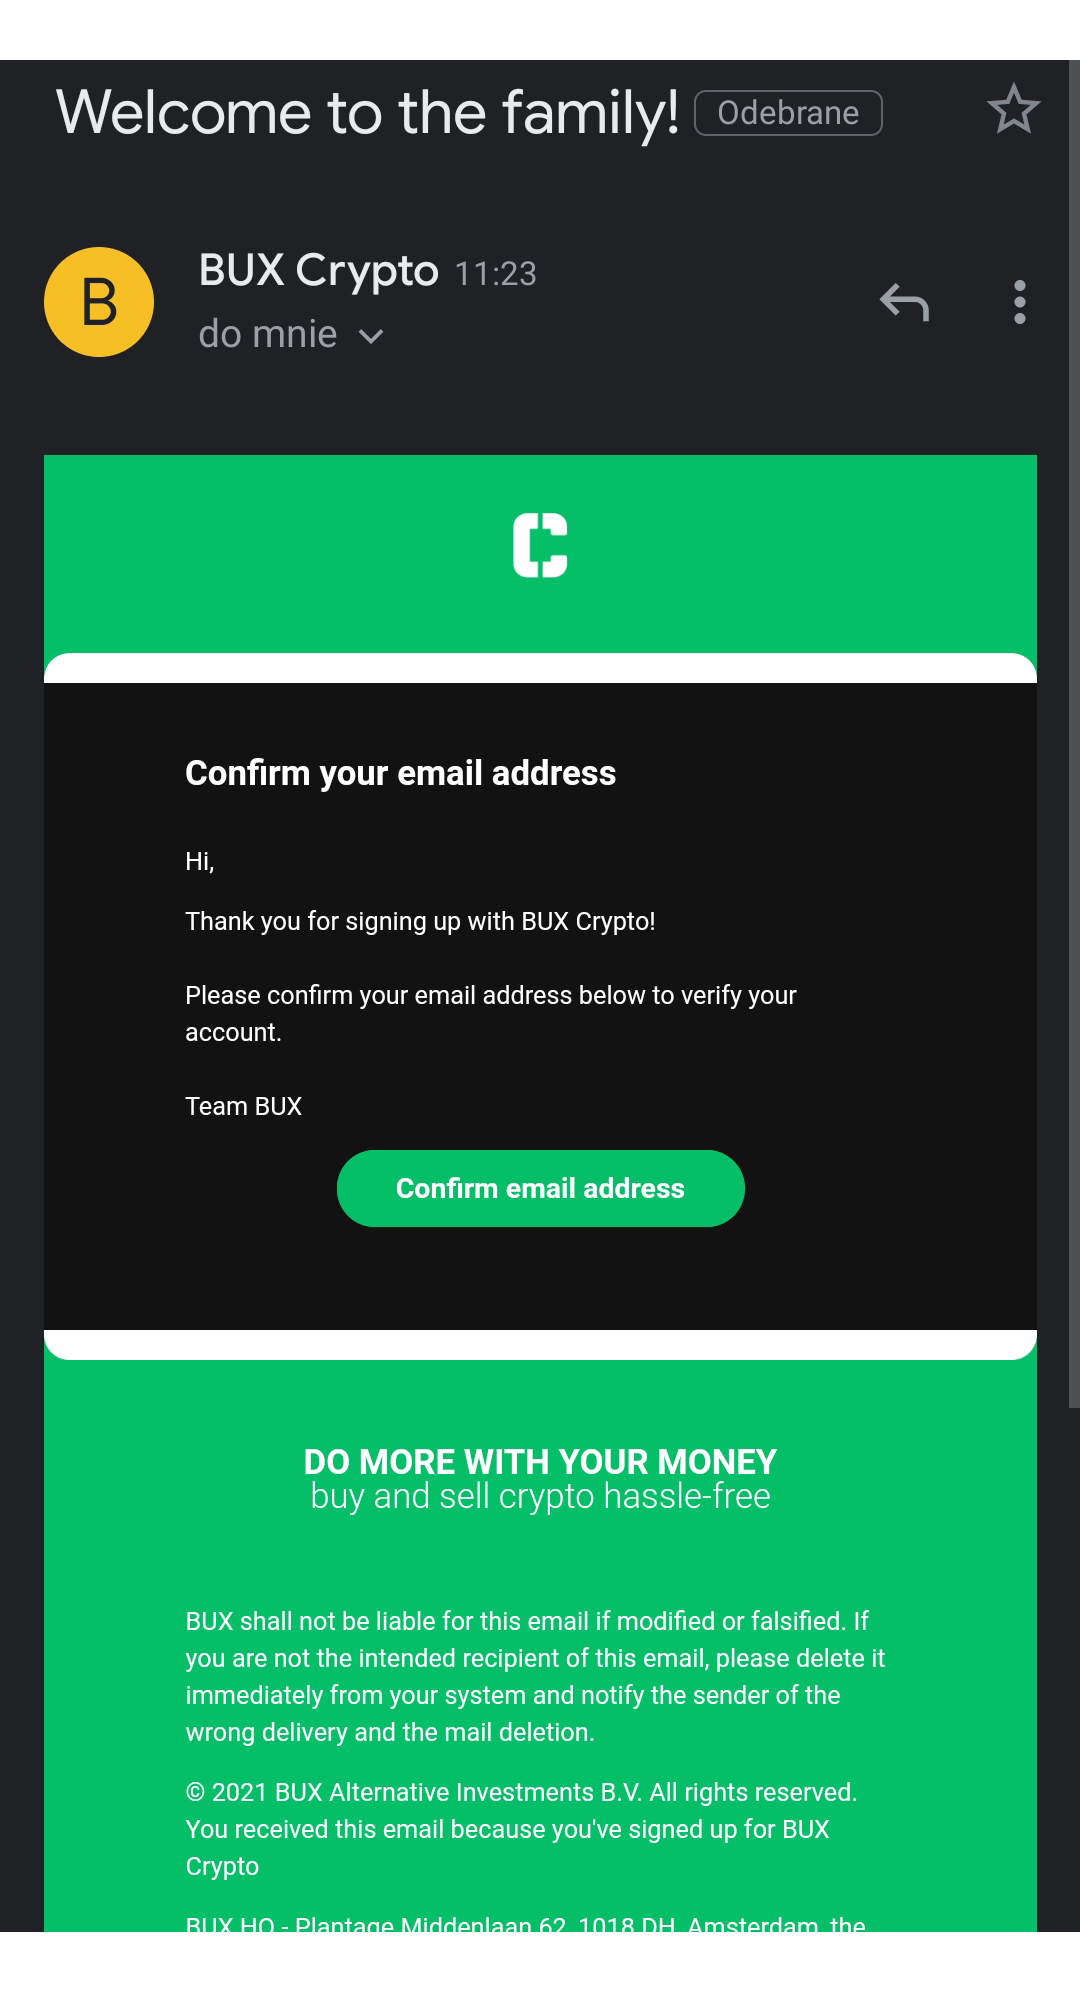 Welcome to the family! Odebrane
B
BUX Crypto 11:23
do mnie
Confirm your email address
Hi,
Thank you for signing up with BUX Crypto!
Please confirm your email address below to verify your
account.
Team BUX
Confirm email address
DO MORE WITH YOUR MONEY
buy and sell crypto hassle-free
BUX shall not be liable for this email if modified or falsified. If
you are not the intended recipient of this email, please delete it
immediately from your system and notify the sender of the
wrong delivery and the mail deletion.
© 2021 BUX Alternative Investments B.V. All rights reserved.
You received this email because you've signed up for BUX
Crypto
BUX HQ - Plantage Middenlaan 62, 1018 DH, Amsterdam, the